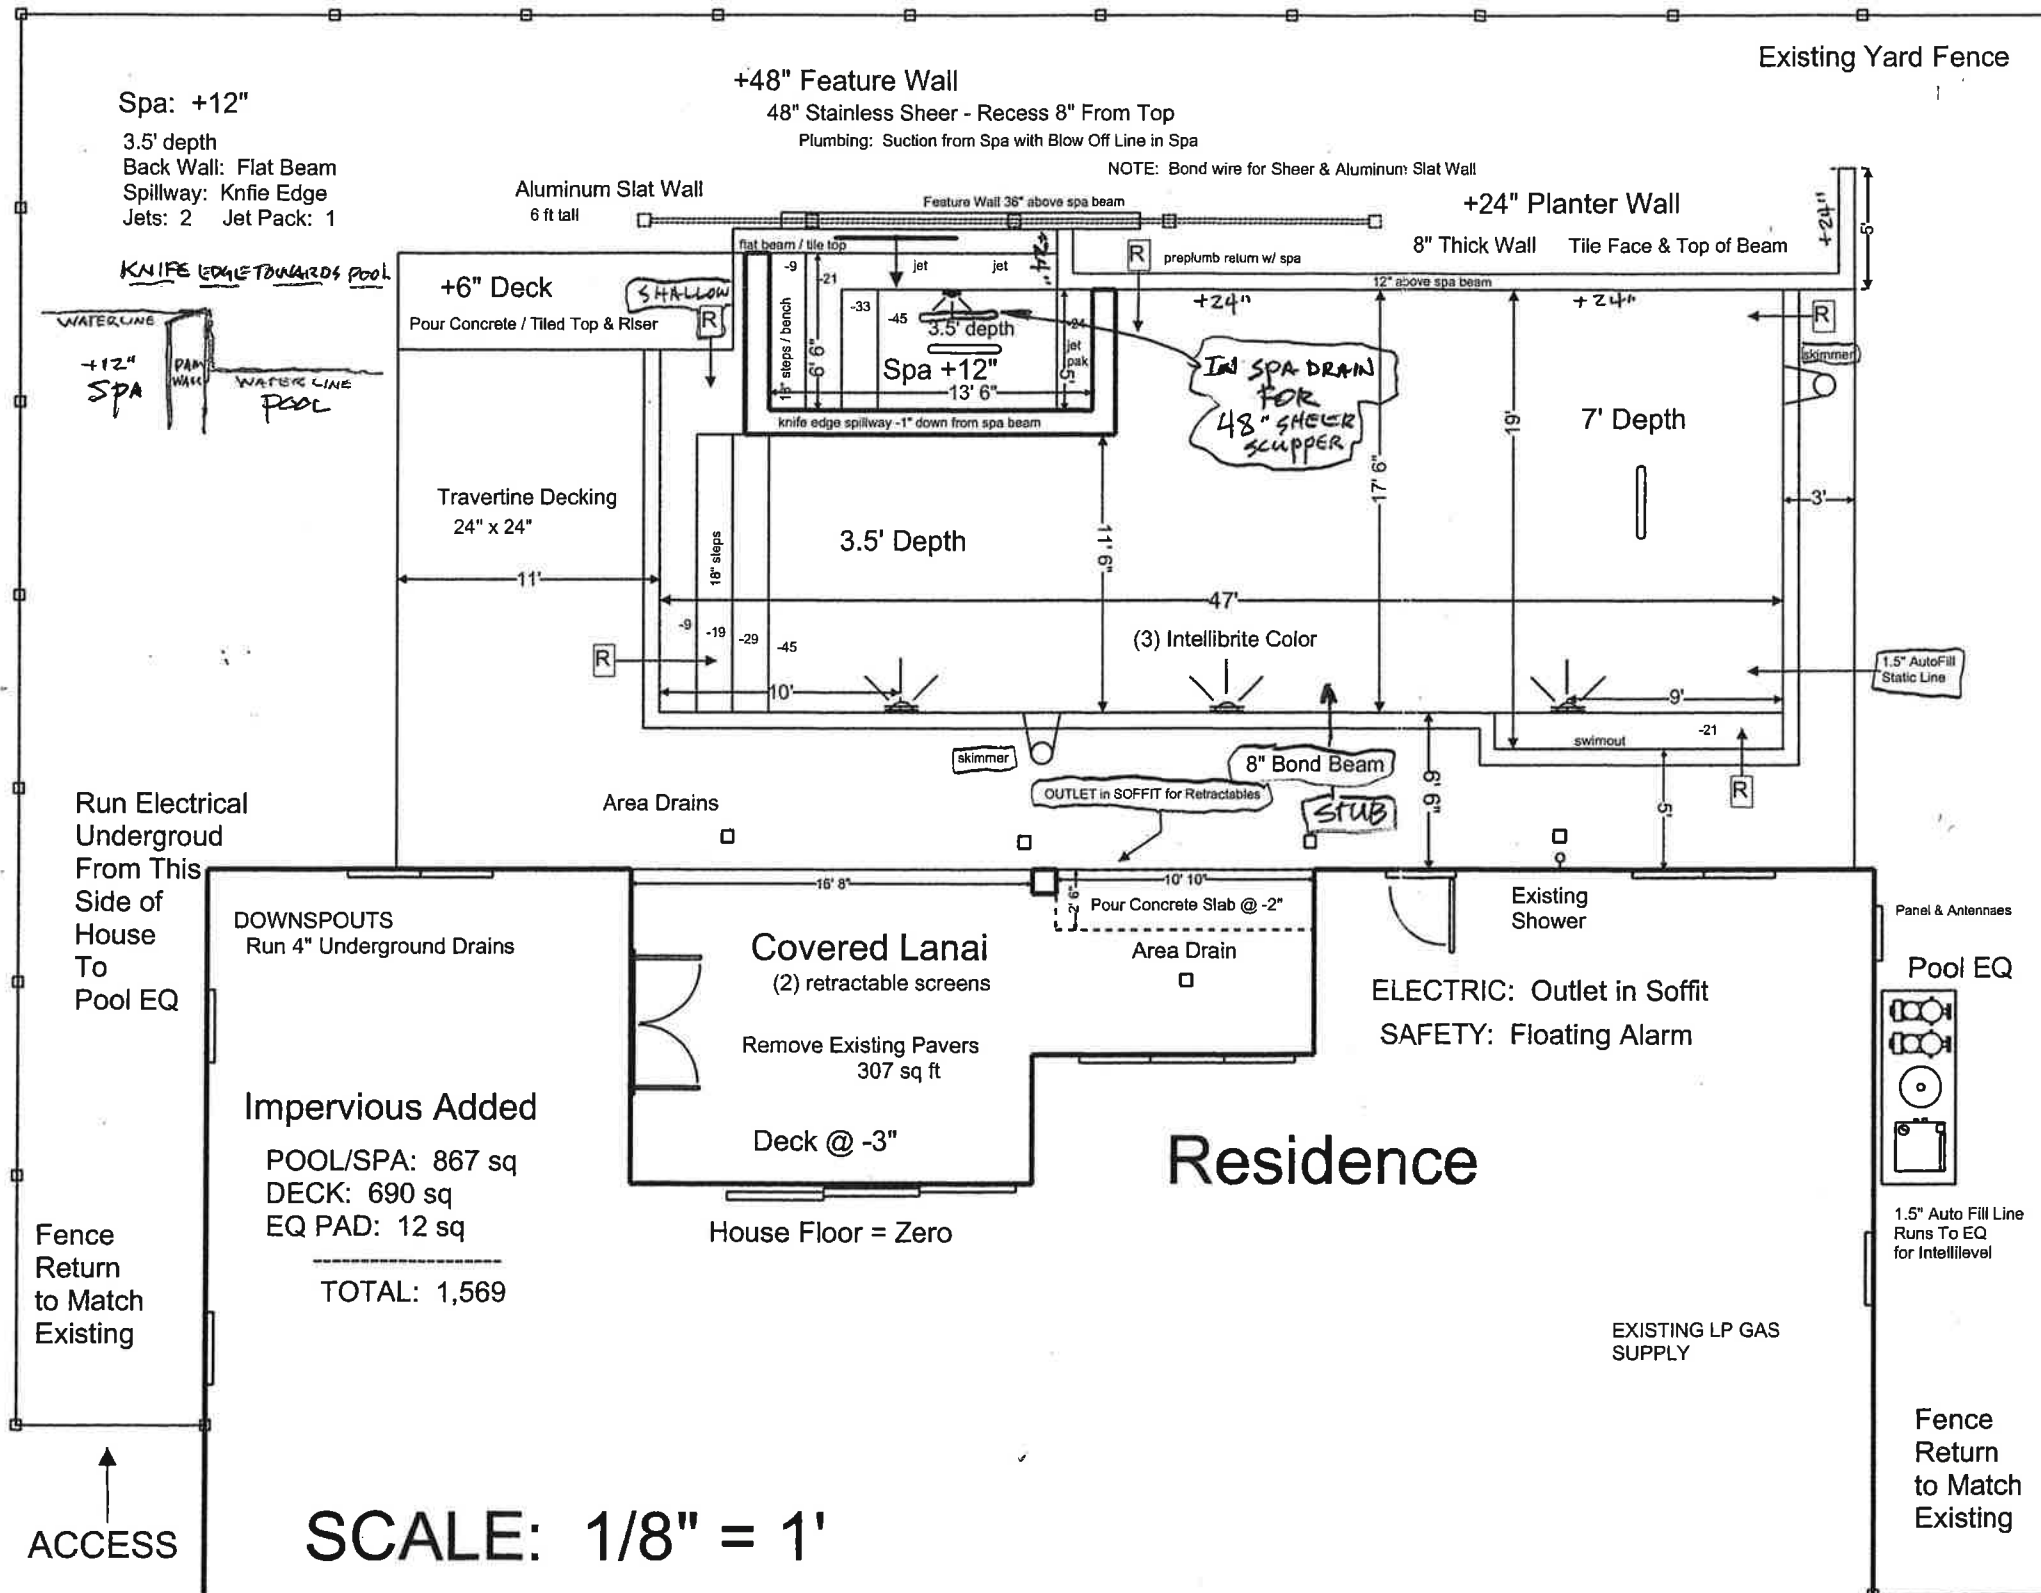 Existing Yard Fence
+48" Feature Wall
48" Stainless Sheer - Recess 8" From Top
Plumbing: Suction from Spa with Blow Off Line in Spa
NOTE: Bond wire for Sheer & Aluminum Slat Wall
Spa: +12"
3.5' depth
Back Wall: Flat Beam
Spillway: Knfie Edge
Jets: 2 Jet Pack: 1
KNIFE EDGE TOWARDS POOL
WATERLINE
+12"
SPA
DAM
WALL
WATER LINE
POOL
Aluminum Slat Wall
6 ft tall
Feature Wall 36" above spa beam
+24" Planter Wall
8" Thick Wall Tile Face & Top of Beam
+24"
5'
flat beam / tile top
+24"
R
preplumb return w/ spa
12" above spa beam
+24"
+24"
+6" Deck
Pour Concrete / Tiled Top & RIser
SHALLOW
R
-9
-21
jet
jet
-33
-45
3.5' depth
-24
jet
pak
18" steps / bench
6' 6"
Spa +12"
5'
13' 6"
knife edge spillway -1" down from spa beam
IN SPA DRAIN
FOR
48" SHEER
SCUPPER
R
skimmer
7' Depth
19'
17' 6"
3'
Travertine Decking
24" x 24"
18" steps
3.5' Depth
11' 9"
11'
47'
-9
-19
-29
-45
(3) Intellibrite Color
R
10'
9'
1.5" AutoFill
Static Line
-21
swimout
skimmer
8" Bond Beam
STUB
OUTLET in SOFFIT for Retractables
6' 6"
5'
R
Area Drains
Run Electrical
Undergroud
From This
Side of
House
To
Pool EQ
16' 8"
10' 10"
2' 6"
Pour Concrete Slab @ -2"
Existing
Shower
DOWNSPOUTS
Run 4" Underground Drains
Covered Lanai
(2) retractable screens
Area Drain
Panel & Antennaes
Pool EQ
ELECTRIC: Outlet in Soffit
SAFETY: Floating Alarm
Remove Existing Pavers
307 sq ft
Deck @ -3"
Impervious Added
POOL/SPA: 867 sq
DECK: 690 sq
EQ PAD: 12 sq
--------------------
TOTAL: 1,569
Residence
House Floor = Zero
1.5" Auto Fill Line
Runs To EQ
for Intellilevel
Fence
Return
to Match
Existing
EXISTING LP GAS
SUPPLY
Fence
Return
to Match
Existing
ACCESS
SCALE: 1/8" = 1'